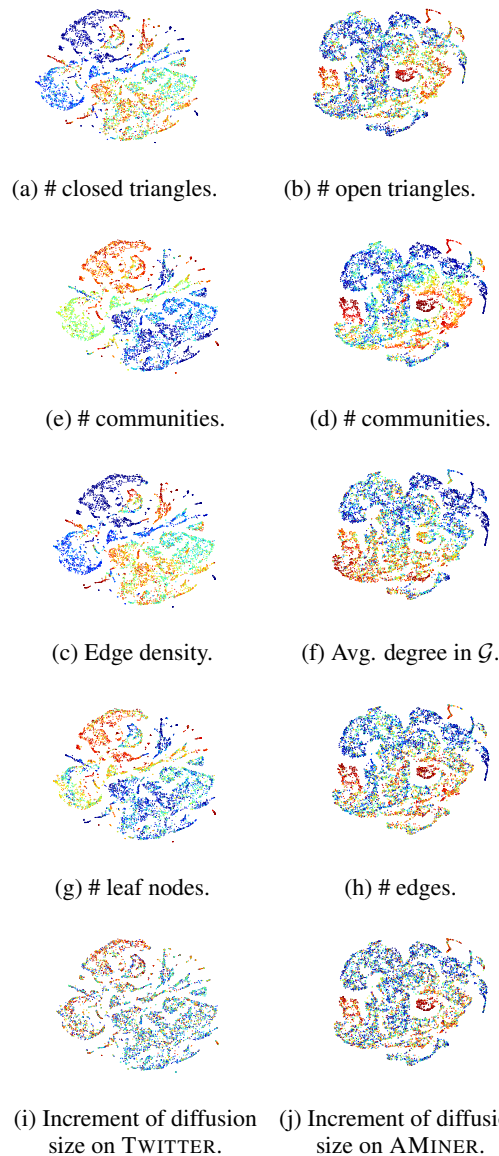 (a) # closed triangles.
(b) # open triangles.
(e) # communities.
(d) # communities.
(c) Edge density.
(f) Avg. degree in 𝒢.
(g) # leaf nodes.
(h) # edges.
(i) Increment of diffusion
size on TWITTER.
(j) Increment of diffusi
size on AMINER.